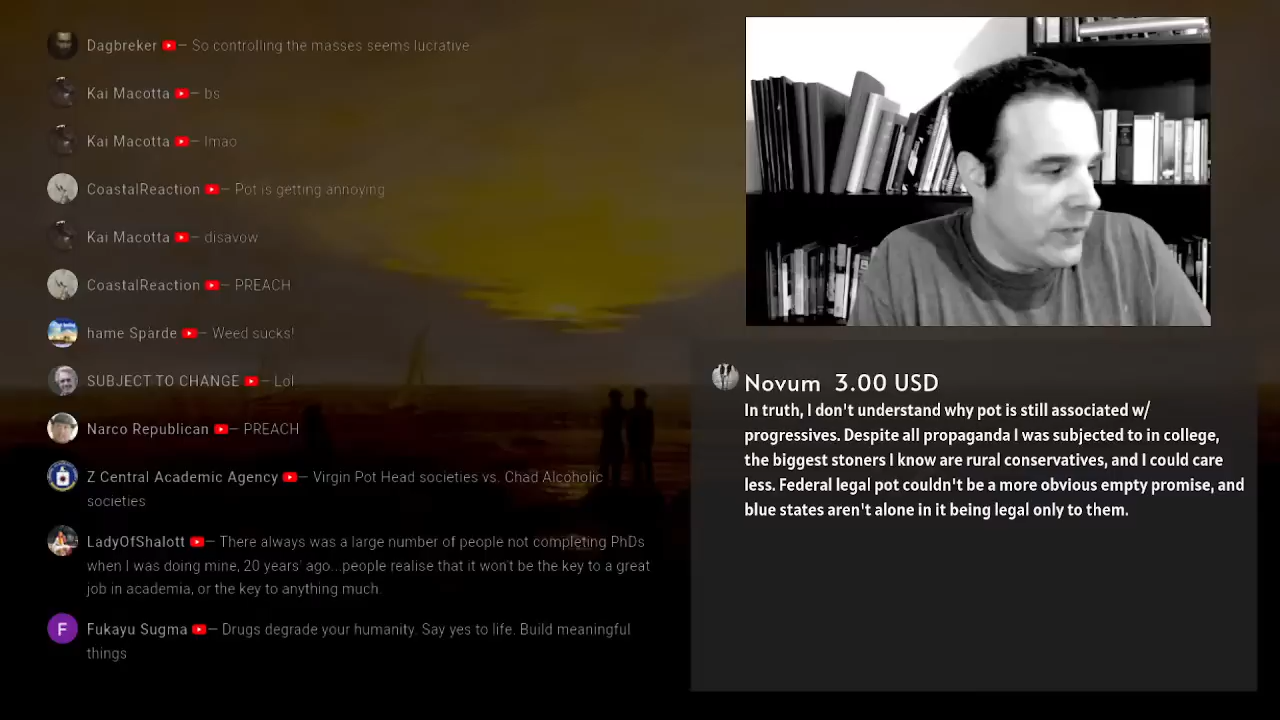 Dagbreker — So controlling the masses seems lucrative
Kai Macotta — bs
Kai Macotta — lmao
CoastalReaction — Pot is getting annoying
Kai Macotta — disavow
CoastalReaction — PREACH
hame Sparde — Weed sucks!
SUBJECT TO CHANGE — Lol
Narco Republican — PREACH
Z Central Academic Agency — Virgin Pot Head societies vs. Chad Alcoholic
societies
LadyOfShalott — There always was a large number of people not completing PhDs
when I was doing mine, 20 years' ago...people realise that it won't be the key to a great
job in academia, or the key to anything much.
F
Fukayu Sugma — Drugs degrade your humanity. Say yes to life. Build meaningful
things
Novum 3.00 USD
In truth, I don't understand why pot is still associated w/
progressives. Despite all propaganda I was subjected to in college,
the biggest stoners I know are rural conservatives, and I could care
less. Federal legal pot couldn't be a more obvious empty promise, and
blue states aren't alone in it being legal only to them.